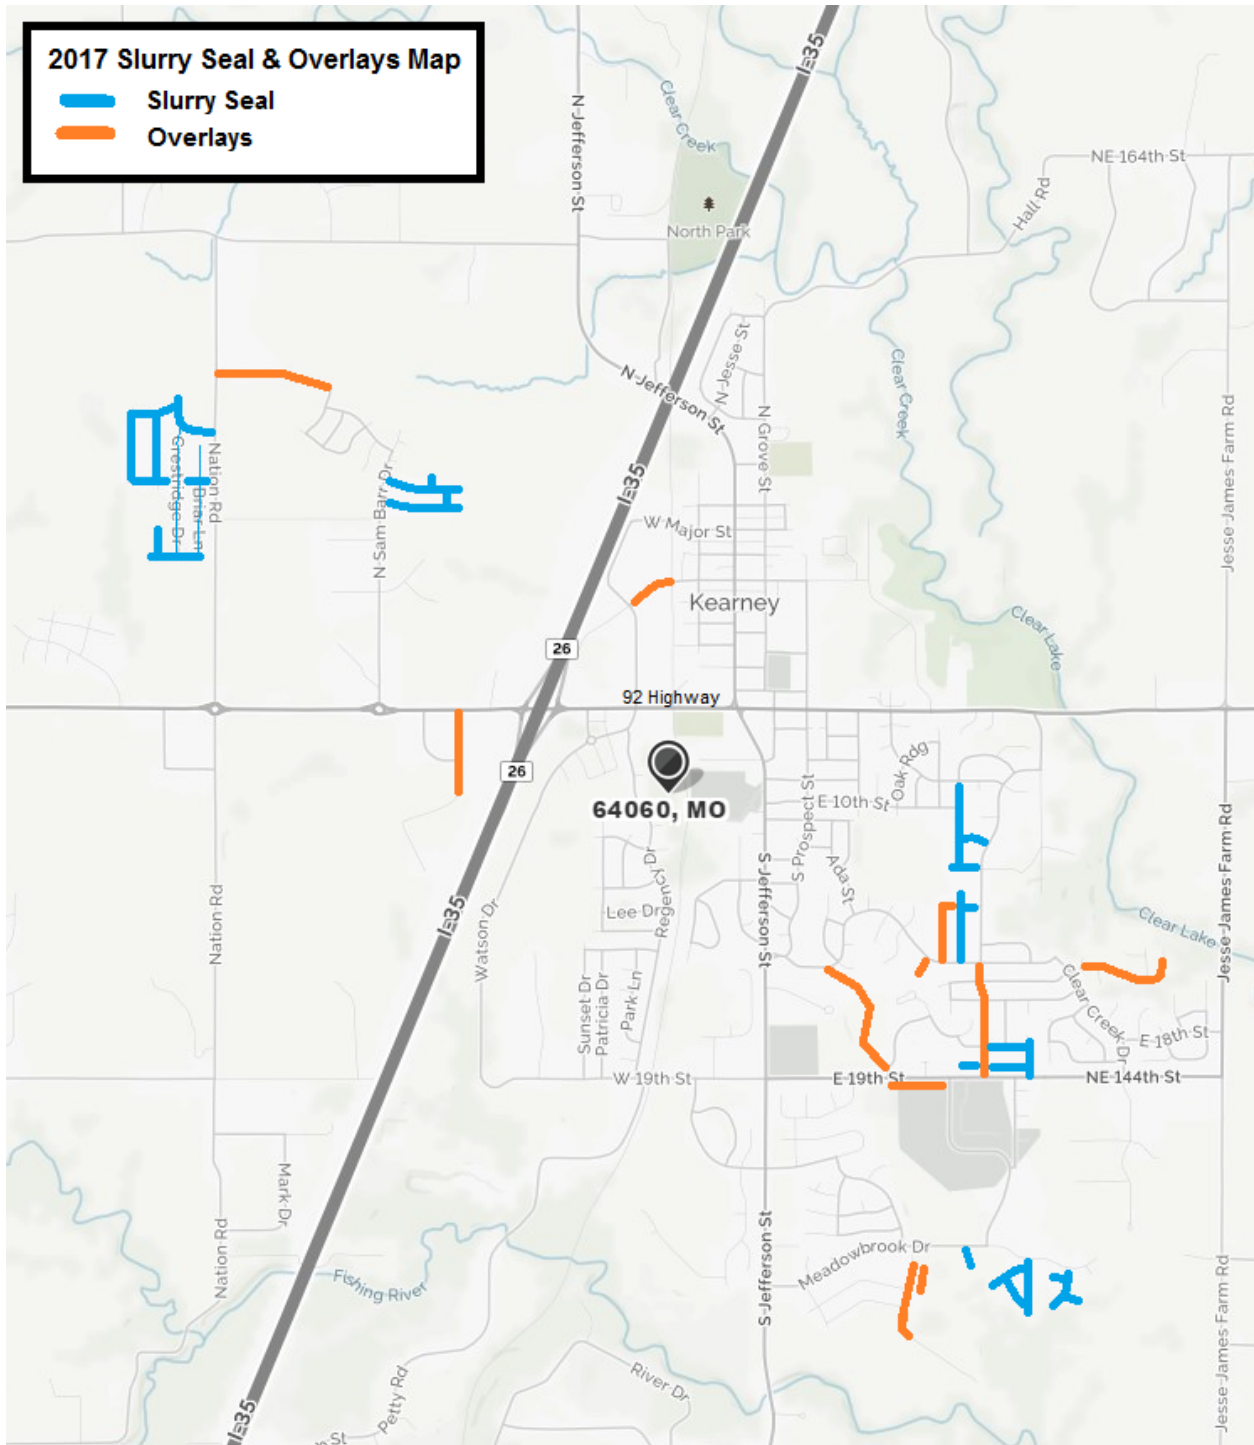 2017 Slurry Seal & Overlays Map
Slurry Seal
Overlays
I-35
N Jefferson St
Clear Creek
NE 164th St
Hall Rd
North Park
N Jesse St
N Jefferson St
Clear Creek
N Grove St
Jesse James Farm Rd
Nation Rd
Crestridge Dr
Briar Ln
N Sam Barr Dr
I-35
W Major St
Kearney
Clear Lake
26
92 Highway
26
64060, MO
Oak Rdg
E 10th St
S Prospect St
Ada St
Jesse James Farm Rd
S Jefferson St
Regency Dr
Lee Dr
Nation Rd
I-35
Watson Dr
Clear Lake
Sunset Dr
Patricia Dr
Park Ln
Clear Creek Dr
E 18th St
W 19th St
E 19th St
NE 144th St
Mark Dr
Nation Rd
Fishing River
S Jefferson St
Meadowbrook Dr
Jesse James Farm Rd
River Dr
Petty Rd
I-35
h St